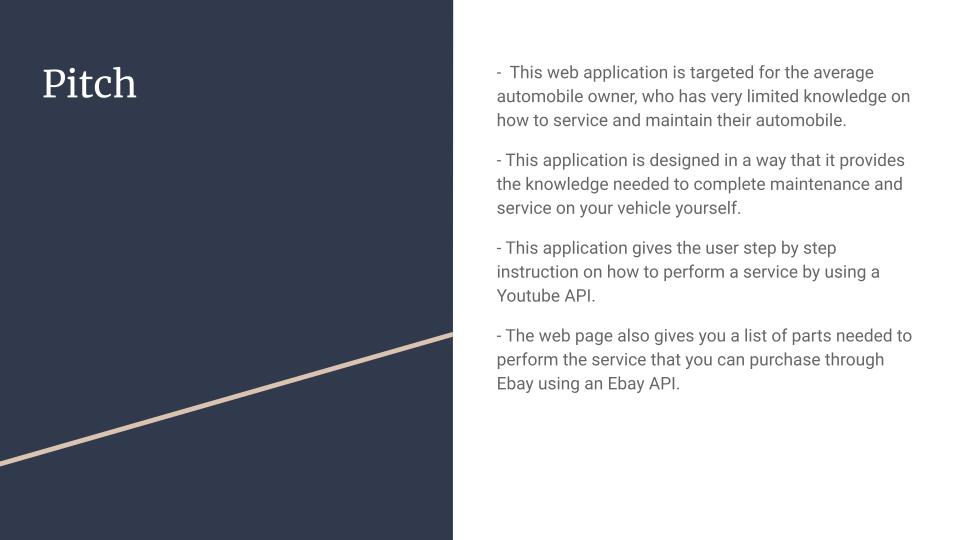 Pitch
-  This web application is targeted for the average
automobile owner, who has very limited knowledge on
how to service and maintain their automobile.
- This application is designed in a way that it provides
the knowledge needed to complete maintenance and
service on your vehicle yourself.
- This application gives the user step by step
instruction on how to perform a service by using a
Youtube API.
- The web page also gives you a list of parts needed to
perform the service that you can purchase through
Ebay using an Ebay API.